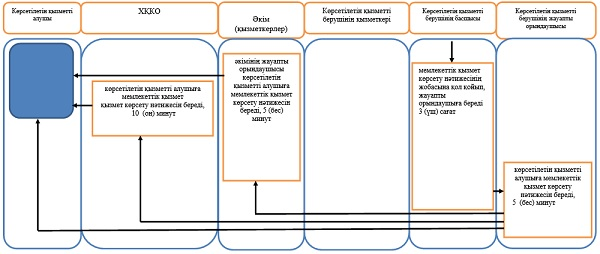 Көрсетілетін қызметті
алушы
ХҚКО
Әкім
(қызметкерлер)
Көрсетілетін қызметті
берушінің қызметкері
Көрсетілетін қызметті
берушінің басшысы
Көрсетілетін қызметті
берушінің жауапты
орындаушысы
көрсетілетін қызметті алушыға
мемлекеттік қызмет
қызмет көрсету нәтижесін береді,
10 (он) минут
әкімінің жауапты
орындаушысы
көрсетілетін
қызметті алушыға
мемлекеттік қызмет
көрсету нәтижесін
береді, 5 (бес)
минут
мемлекеттік қызмет
көрсету нәтижесінің
жобасына қол қойып,
жауапты
орындаушыға береді
3 (үш) сағат
көрсетілетін қызметті
алушыға мемлекеттік
қызмет көрсету
нәтижесін береді,
5 (бес) минут